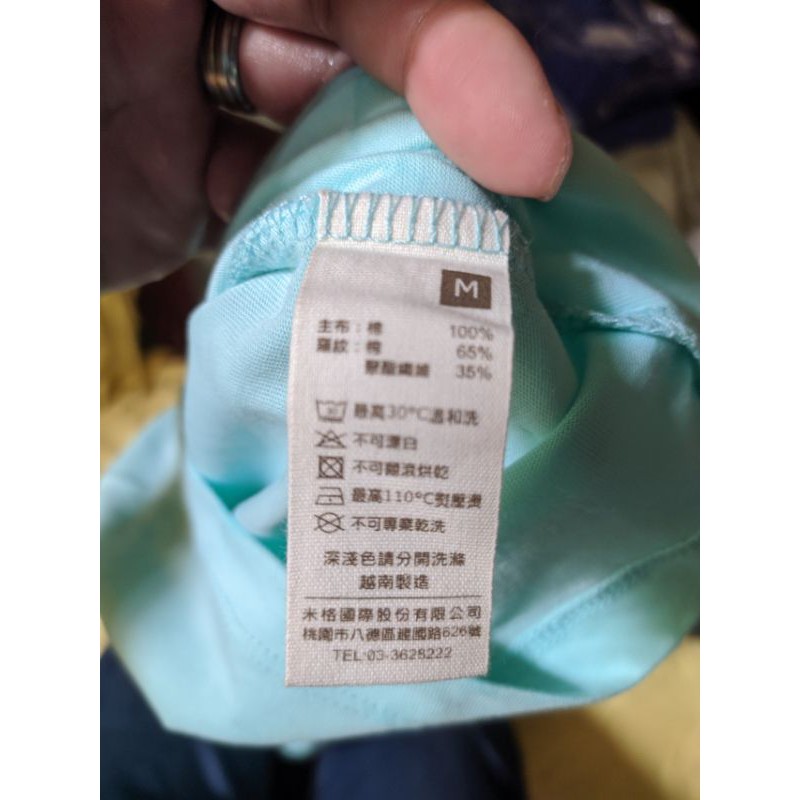 M
主布：棉 100%
羅紋：棉 65%
聚酯纖維 35%
30 最高30°C溫和洗
不可漂白
不可翻滾烘乾
最高110°C熨壓燙
不可專業乾洗
深淺色請分開洗滌
越南製造
米格國際股份有限公司
桃園市八德區建國路626號
TEL:03-3628222